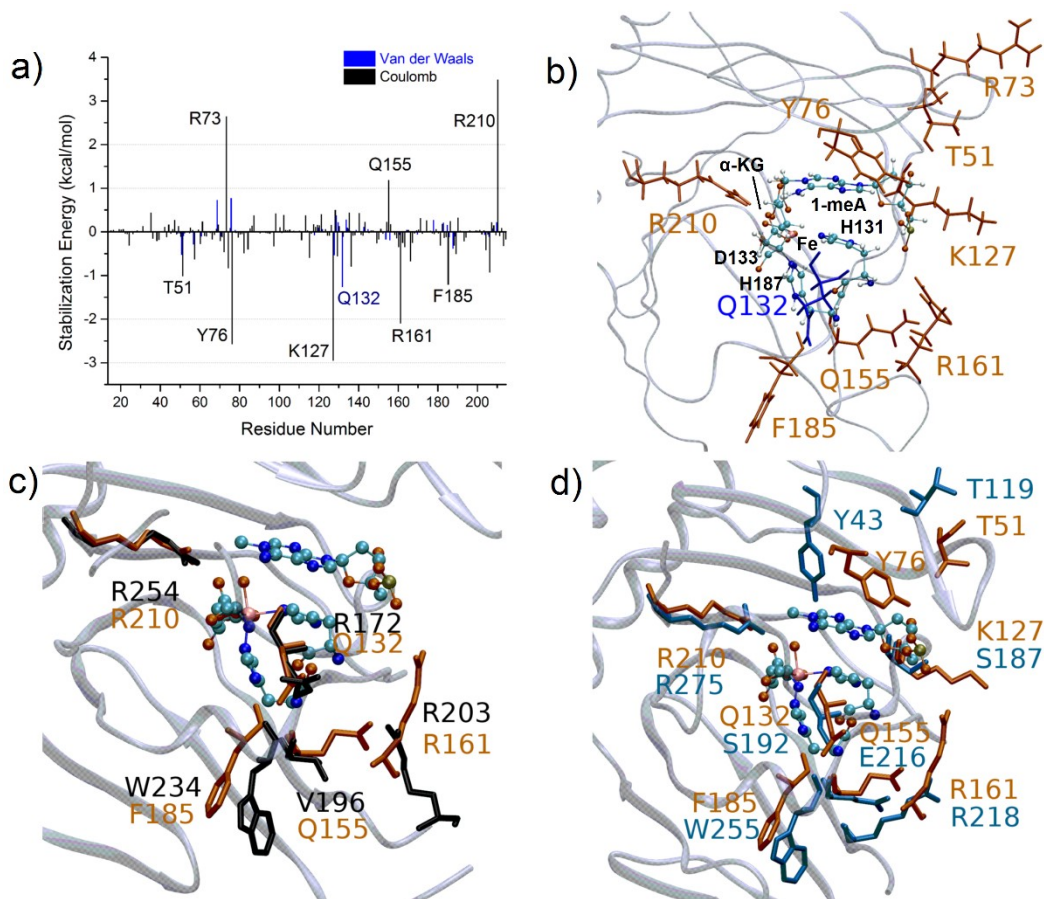 a)
Van der Waals
Coulomb
Stabilization Energy (kcal/mol)
4
3
2
1
0
-1
-2
-3
R73
R210
Q155
T51
Q132
F185
Y76
R161
K127
20 40 60 80 100 120 140 160 180 200
Residue Number
b)
R73
Y76
T51
α-KG
1-meA
R210
H131
K127
Fe
D133
H187
Q132
Q155
R161
F185
c)
R254
R210
R172
Q132
R203
R161
W234
F185
V196
Q155
d)
T119
Y43
T51
Y76
K127
S187
R210
R275
Q132
S192
Q155
E216
F185
W255
R161
R218